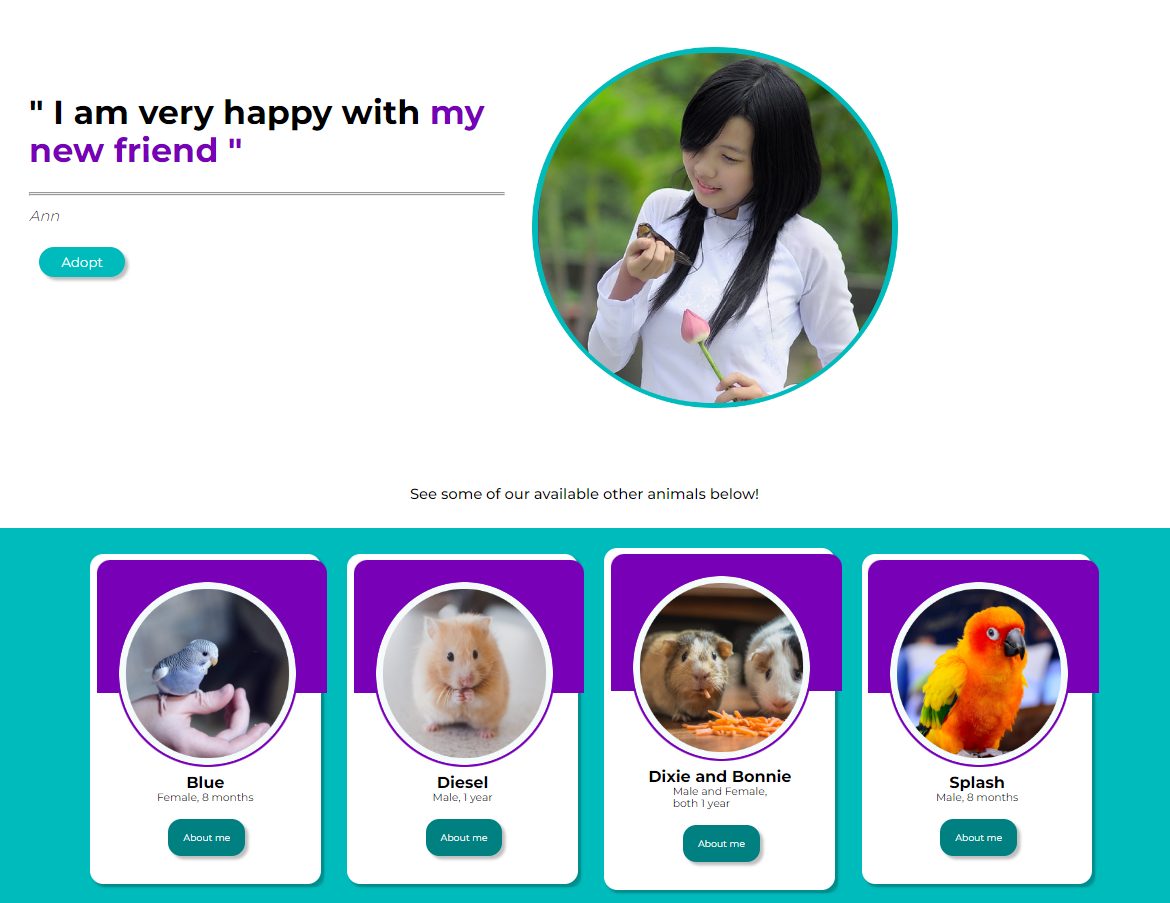 " I am very happy with my
new friend "
Ann
Adopt
See some of our available other animals below!
Blue
Female, 8 months
About me
Diesel
Male, 1 year
About me
Dixie and Bonnie
Male and Female,
both 1 year
About me
Splash
Male, 8 months
About me